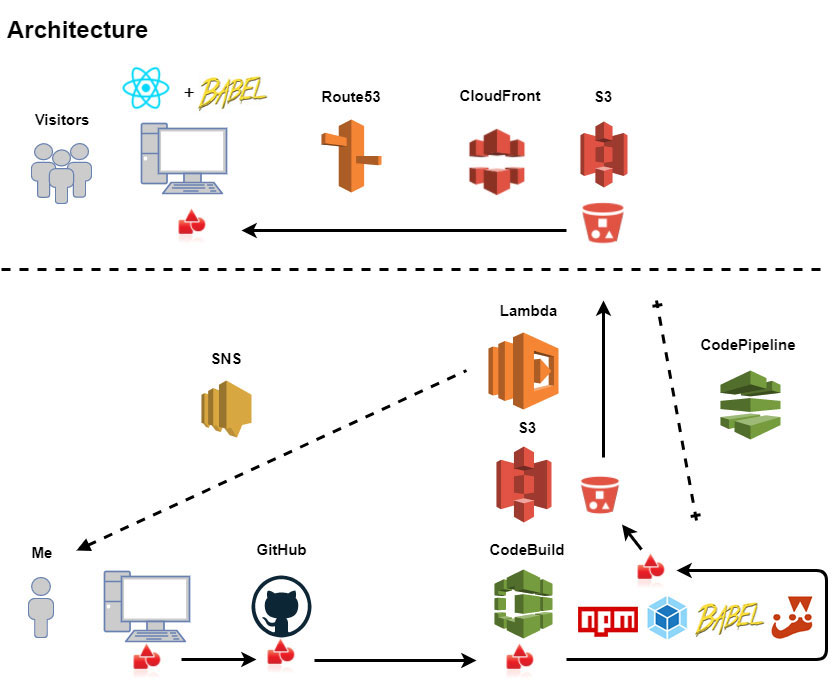 Architecture
+ BABEL
Visitors
Route53
CloudFront
S3
Lambda
SNS
CodePipeline
S3
Me
GitHub
CodeBuild
npm
BABEL